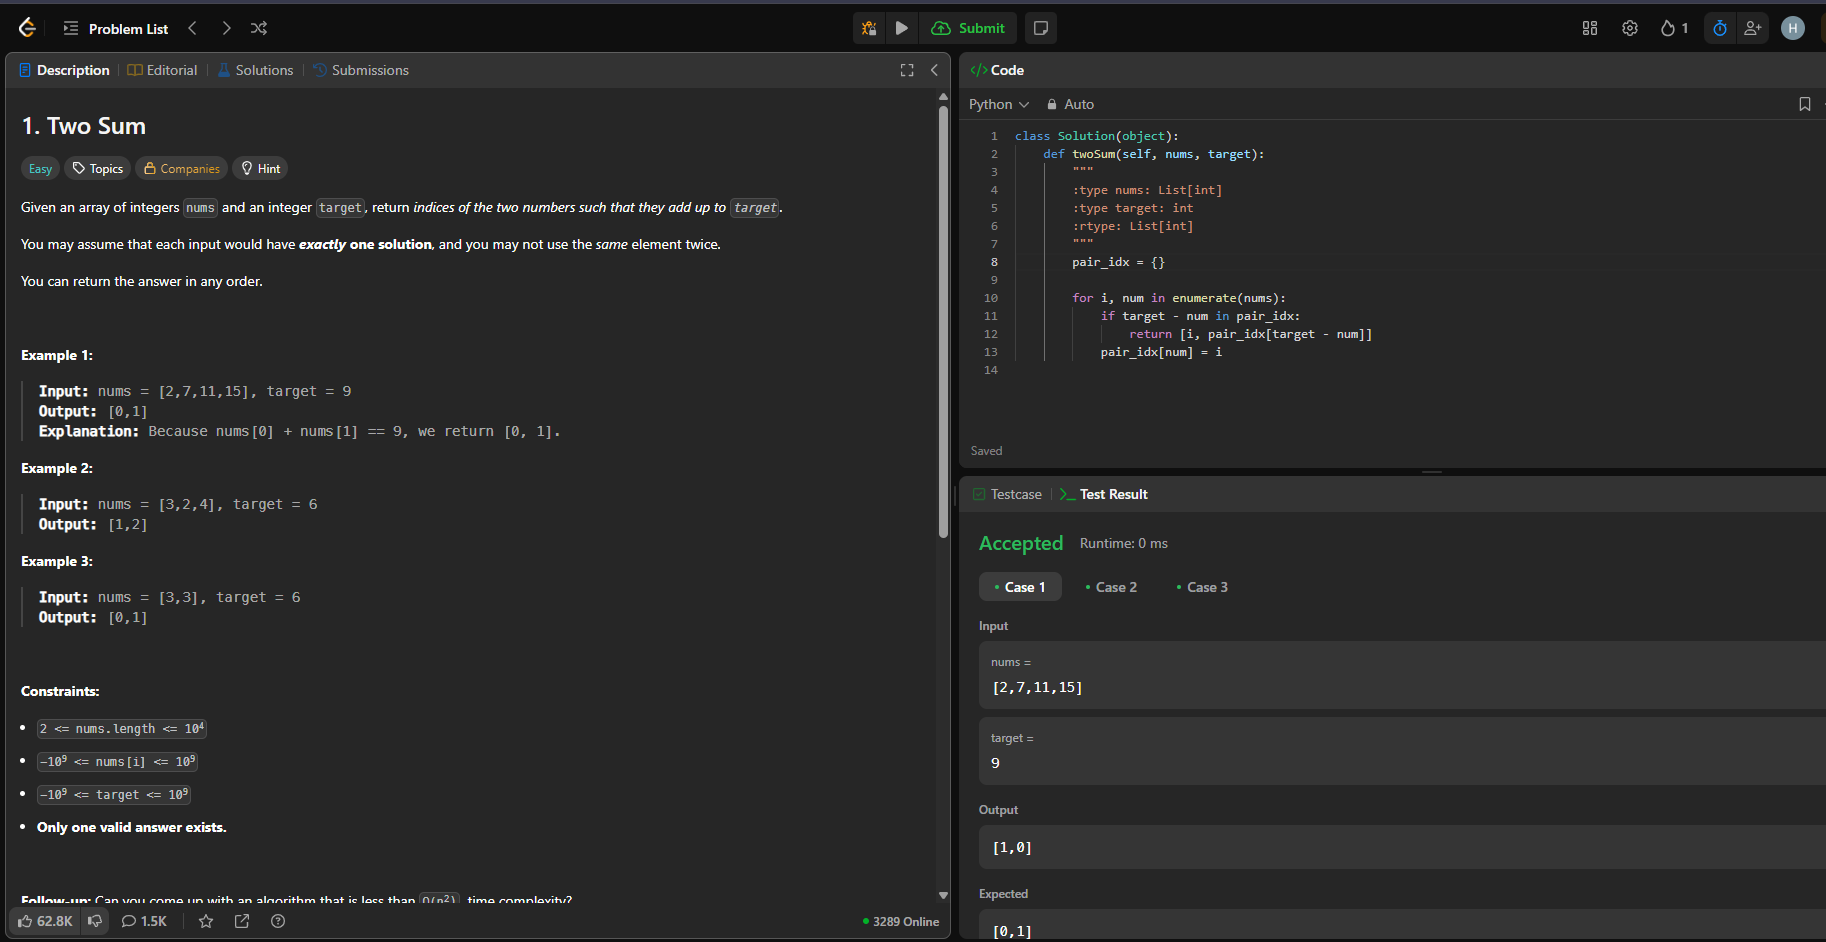 Problem List
Submit
1
H
Description
Editorial
Solutions
Submissions
1. Two Sum
Easy
Topics
Companies
Hint
Given an array of integers nums and an integer target, return indices of the two numbers such that they add up to target.
You may assume that each input would have exactly one solution, and you may not use the same element twice.
You can return the answer in any order.
Example 1:
Input: nums = [2,7,11,15], target = 9
Output: [0,1]
Explanation: Because nums[0] + nums[1] == 9, we return [0, 1].
Example 2:
Input: nums = [3,2,4], target = 6
Output: [1,2]
Example 3:
Input: nums = [3,3], target = 6
Output: [0,1]
Constraints:
2 <= nums.length <= 10⁴
-10⁹ <= nums[i] <= 10⁹
-10⁹ <= target <= 10⁹
Only one valid answer exists.
Follow-up: Can you come up with an algorithm that is less than O(n²) time complexity?
62.8K
1.5K
3289 Online
</> Code
Python
Auto
1 class Solution(object):
2     def twoSum(self, nums, target):
3         """
4         :type nums: List[int]
5         :type target: int
6         :rtype: List[int]
7         """
8         pair_idx = {}
9
10         for i, num in enumerate(nums):
11             if target - num in pair_idx:
12                 return [i, pair_idx[target - num]]
13             pair_idx[num] = i
14
Saved
Testcase
Test Result
Accepted
Runtime: 0 ms
Case 1
Case 2
Case 3
Input
nums =
[2,7,11,15]
target =
9
Output
[1,0]
Expected
[0,1]